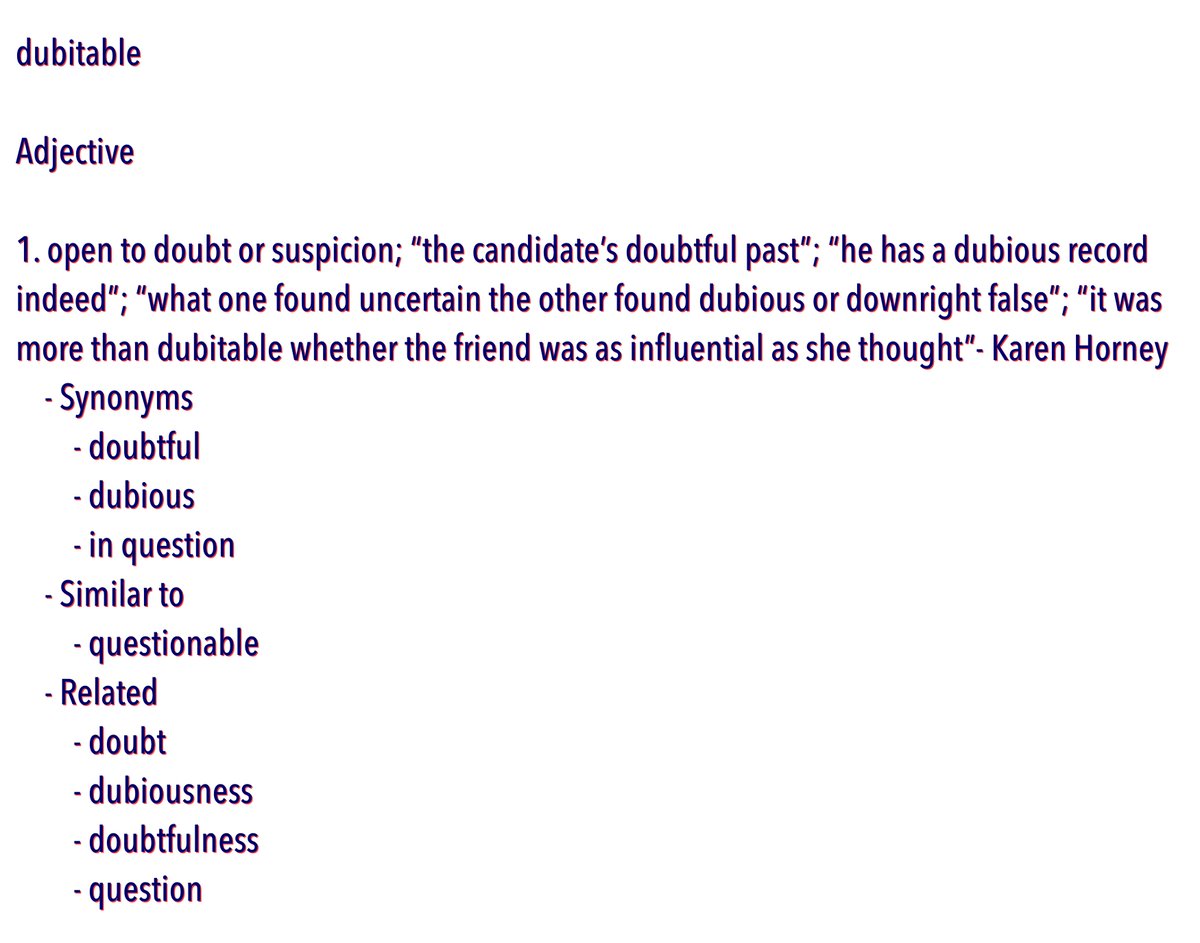 dubitable
Adjective
1. open to doubt or suspicion; “the candidate’s doubtful past”; “he has a dubious record
indeed”; “what one found uncertain the other found dubious or downright false”; “it was
more than dubitable whether the friend was as influential as she thought”- Karen Horney
- Synonyms
- doubtful
- dubious
- in question
- Similar to
- questionable
- Related
- doubt
- dubiousness
- doubtfulness
- question